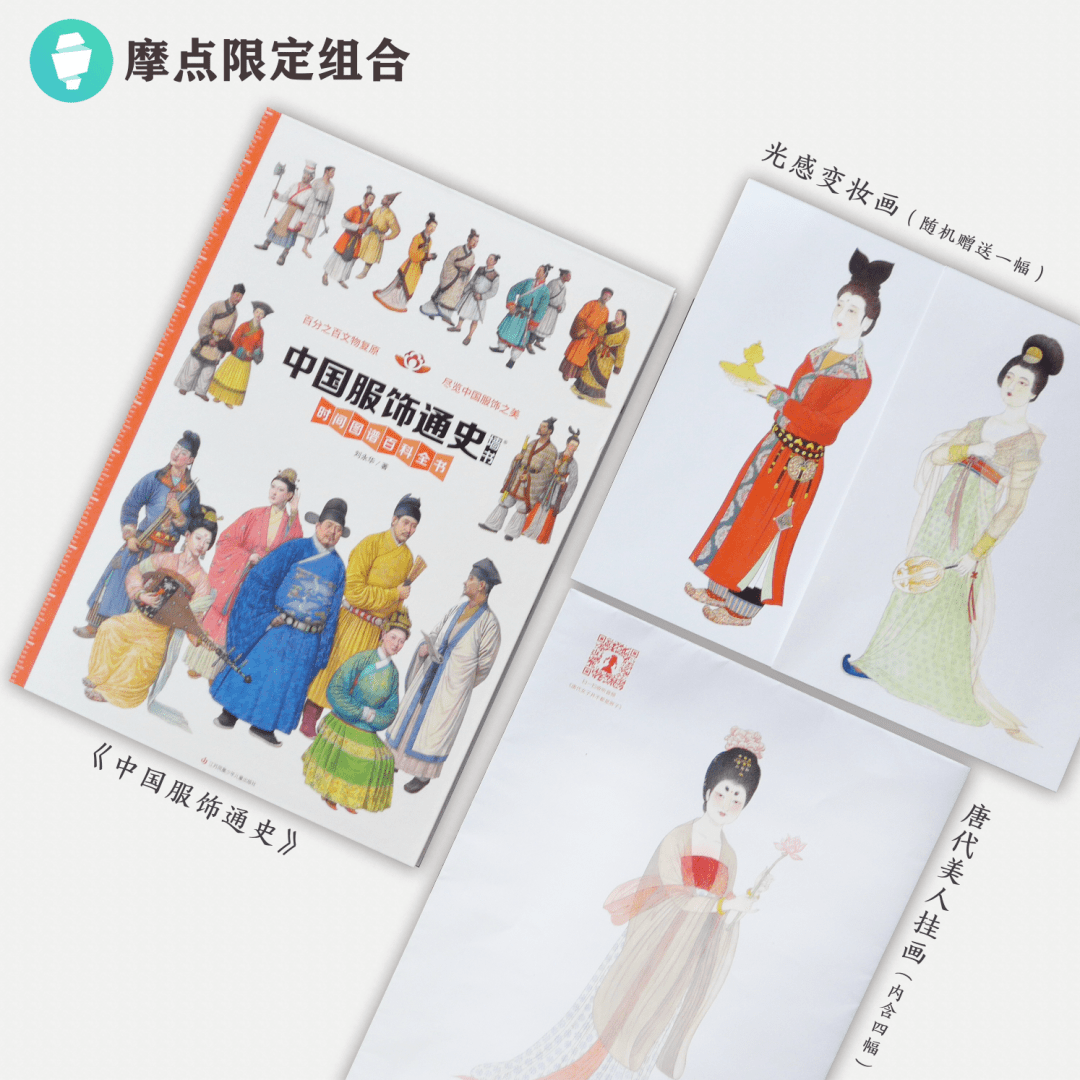 摩点限定组合
光感变妆画（随机赠送一幅）
百分之百文物复原
尽览中国服饰之美
中国服饰通史
时间图谱百科全书
刘永华/著
《中国服饰通史》
唐代美人挂画（内含四幅）